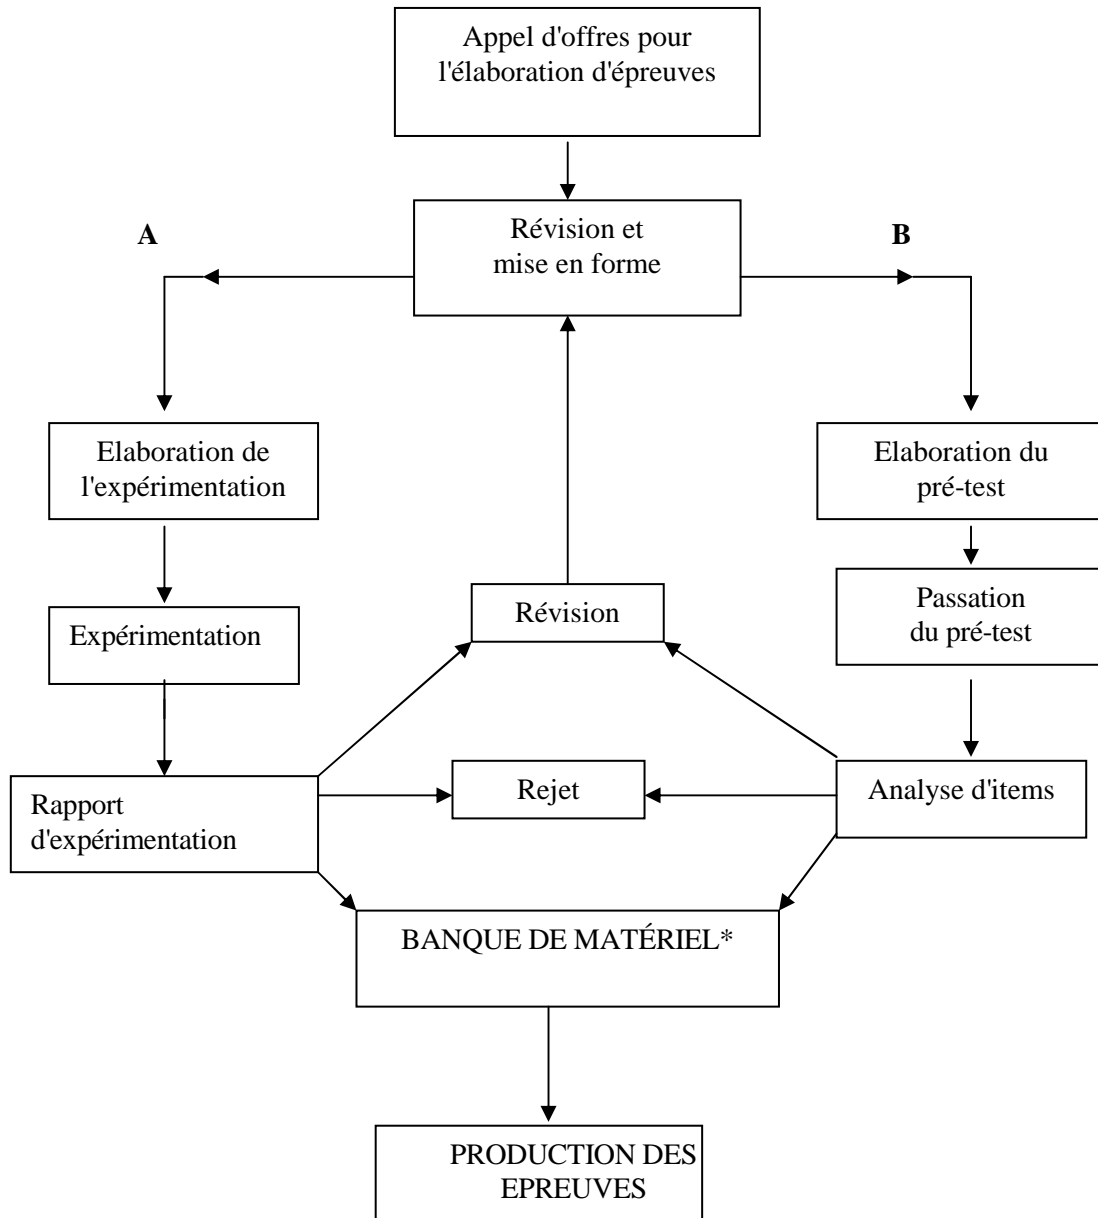 Appel d'offres pour
l'élaboration d'épreuves
Révision et
mise en forme
A
B
Elaboration de
l'expérimentation
Elaboration du
pré-test
Expérimentation
Révision
Passation
du pré-test
Rapport
d'expérimentation
Rejet
Analyse d'items
BANQUE DE MATÉRIEL*
PRODUCTION DES
EPREUVES